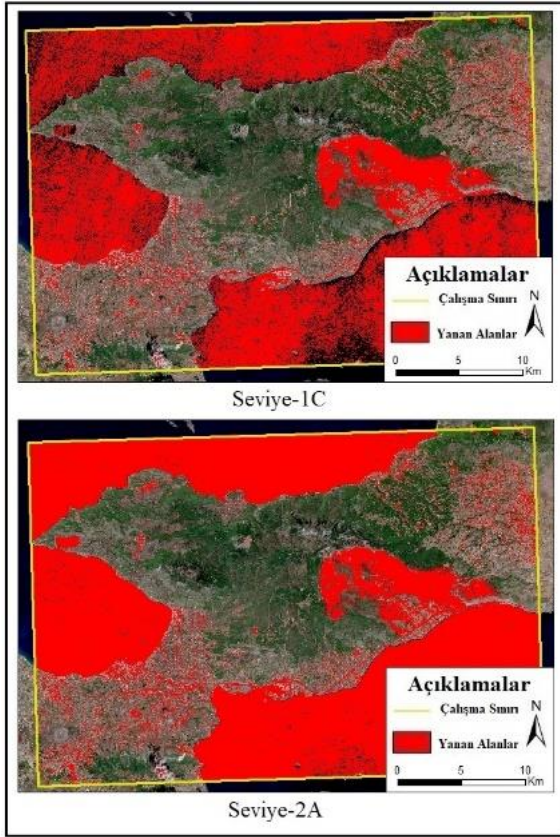 Açıklamalar
Çalışma Sınırı
N
Yanan Alanlar
0 5 10
Km
Seviye-1C
Açıklamalar
Çalışma Sınırı
N
Yanan Alanlar
0 5 10
Km
Seviye-2A